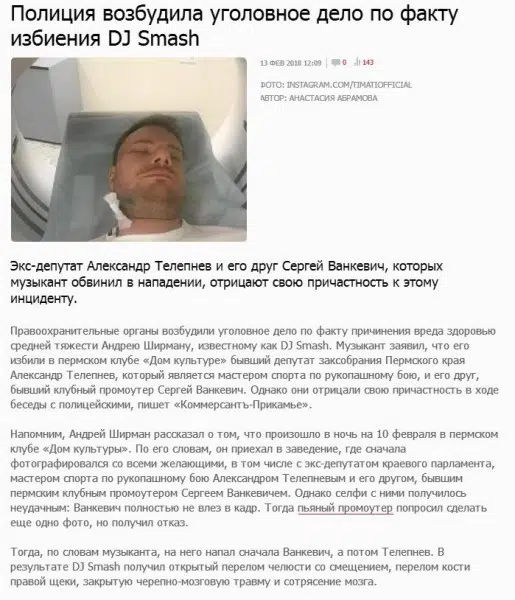 Полиция возбудила уголовное дело по факту
избиения DJ Smash
13 ФЕВ 2018 12:09
0
143
ФОТО: INSTAGRAM.COM/TIMATIOFFICIAL
АВТОР: АНАСТАСИЯ АБРАМОВА
Экс-депутат Александр Телепнев и его друг Сергей Ванкевич, которых
музыкант обвинил в нападении, отрицают свою причастность к этому
инциденту.
Правоохранительные органы возбудили уголовное дело по факту причинения вреда здоровью
средней тяжести Андрею Ширману, известному как DJ Smash. Музыкант заявил, что его
избили в пермском клубе «Дом культуре» бывший депутат заксобрания Пермского края
Александр Телепнев, который является мастером спорта по рукопашному бою, и его друг,
бывший клубный промоутер Сергей Ванкевич. Однако они отрицали свою причастность в ходе
беседы с полицейскими, пишет «Коммерсантъ-Прикамье».
Напомним, Андрей Ширман рассказал о том, что произошло в ночь на 10 февраля в пермском
клубе «Дом культуры». По его словам, он приехал в заведение, где сначала
фотографировался со всеми желающими, в том числе с экс-депутатом краевого парламента,
мастером спорта по рукопашному бою Александром Телепневым и его другом, бывшим
пермским клубным промоутером Сергеем Ванкевичем. Однако селфи с ними получилось
неудачным: Ванкевич полностью не влез в кадр. Тогда пьяный промоутер попросил сделать
еще одно фото, но получил отказ.
Тогда, по словам музыканта, на него напал сначала Ванкевич, а потом Телепнев. В
результате DJ Smash получил открытый перелом челюсти со смещением, перелом кости
правой щеки, закрытую черепно-мозговую травму и сотрясение мозга.